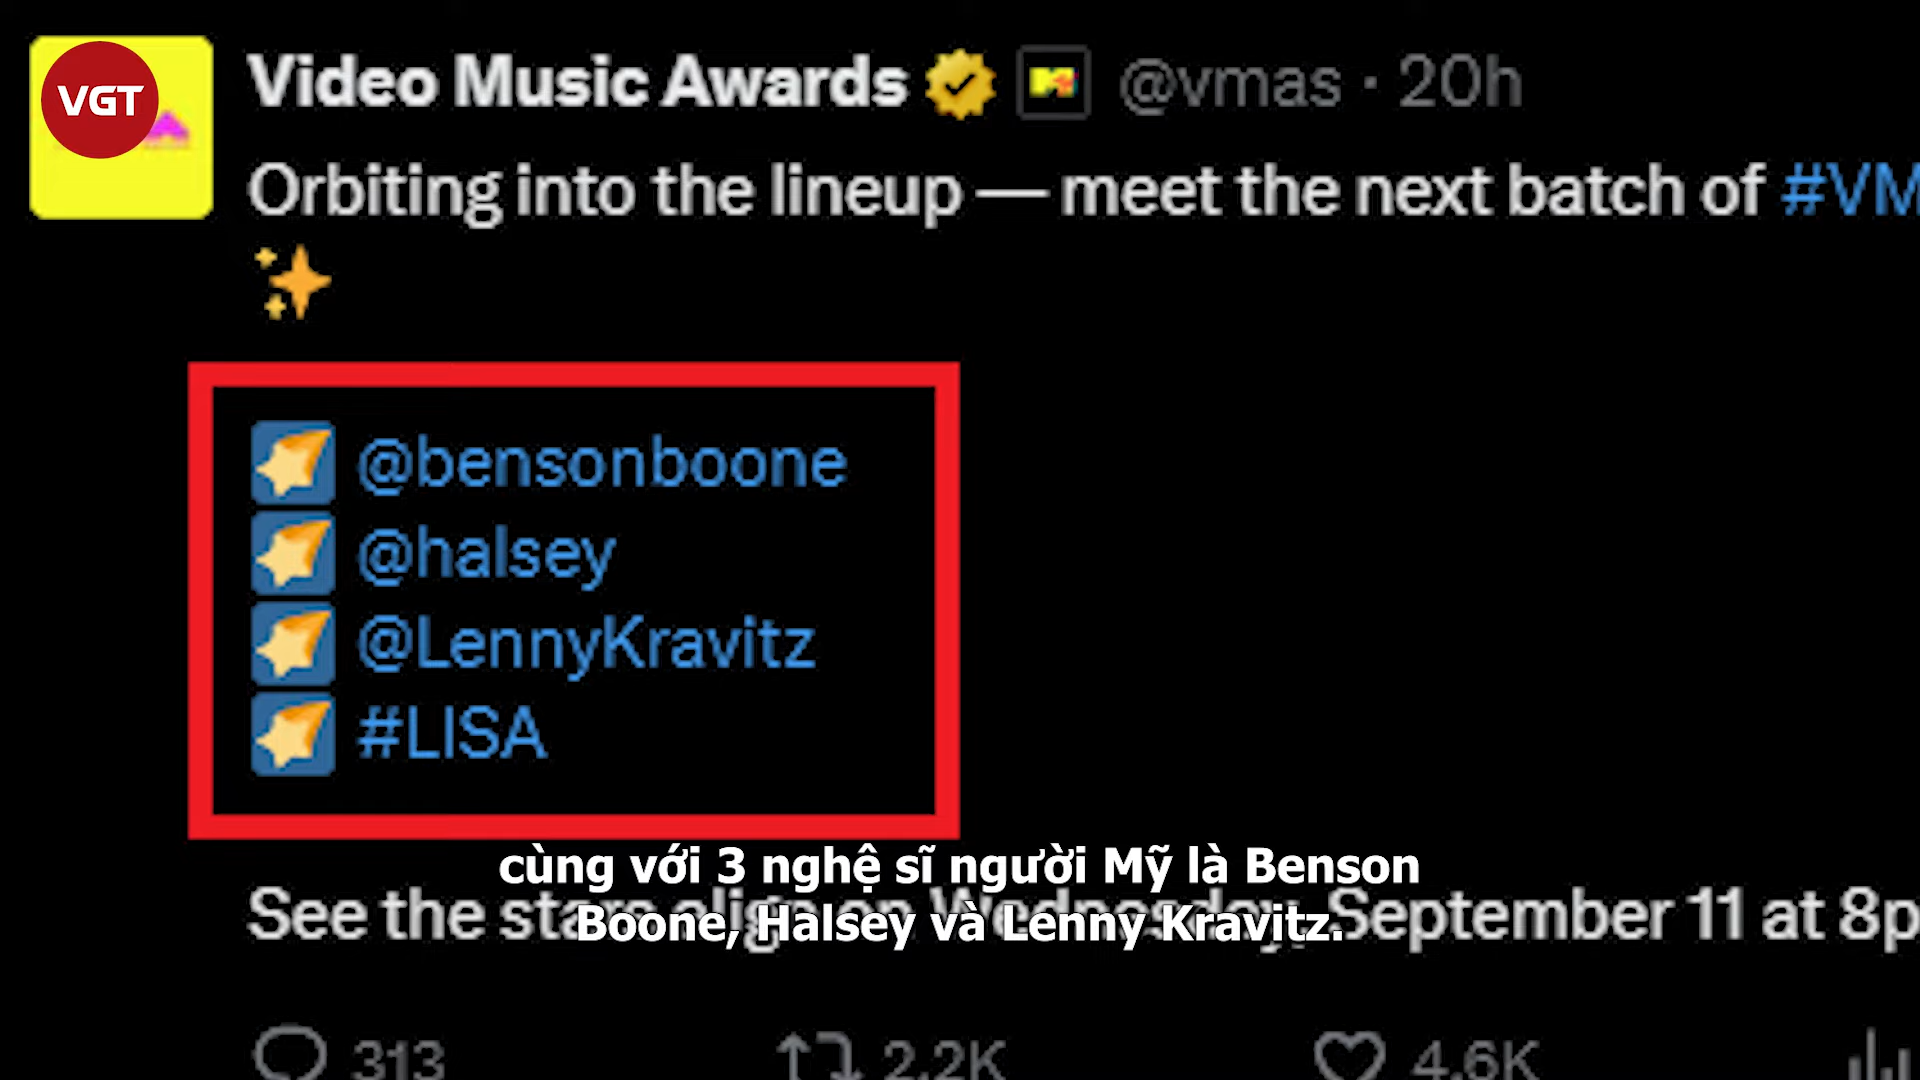 VGT
Video Music Awards @vmas · 20h
Orbiting into the lineup — meet the next batch of #VM
@bensonboone
@halsey
@LennyKravitz
#LISA
cùng với 3 nghệ sĩ người Mỹ là Benson
Boone, Halsey và Lenny Kravitz.
See the stars align on Wednesday, September 11 at 8p
313 2.2K 4.6K